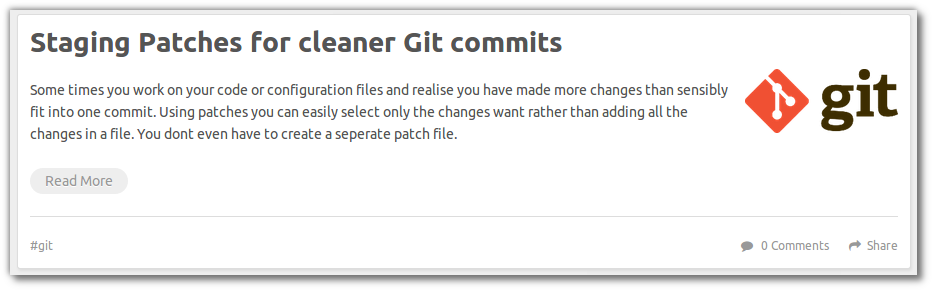 Staging Patches for cleaner Git commits
Some times you work on your code or configuration files and realise you have made more changes than sensibly
fit into one commit. Using patches you can easily select only the changes want rather than adding all the
changes in a file. You dont even have to create a seperate patch file.
git
Read More
#git
0 Comments
Share